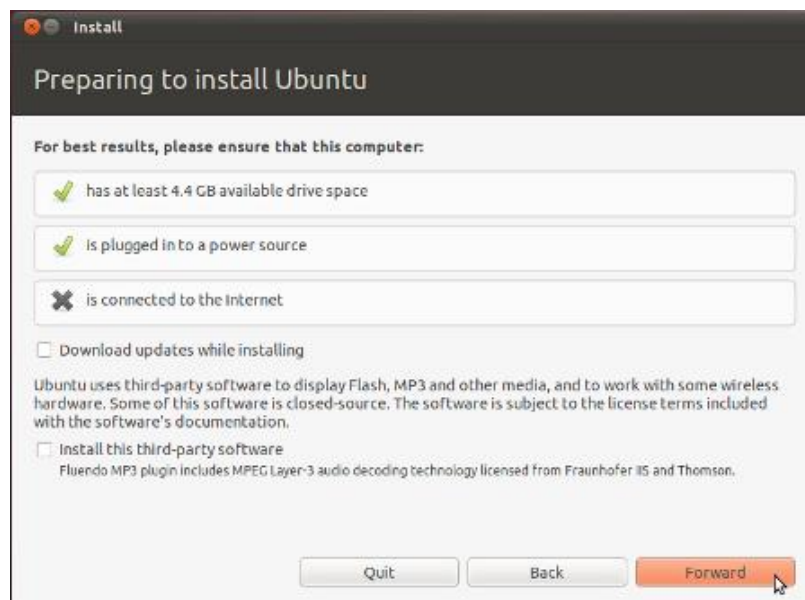 Install
Preparing to install Ubuntu
For best results, please ensure that this computer:
has at least 4.4 GB available drive space
is plugged in to a power source
is connected to the Internet
Download updates while installing
Ubuntu uses third-party software to display Flash, MP3 and other media, and to work with some wireless
hardware. Some of this software is closed-source. The software is subject to the license terms included
with the software's documentation.
Install this third-party software
Fluendo MP3 plugin includes MPEG Layer-3 audio decoding technology licensed from Fraunhofer IIS and Thomson.
Quit Back Forward